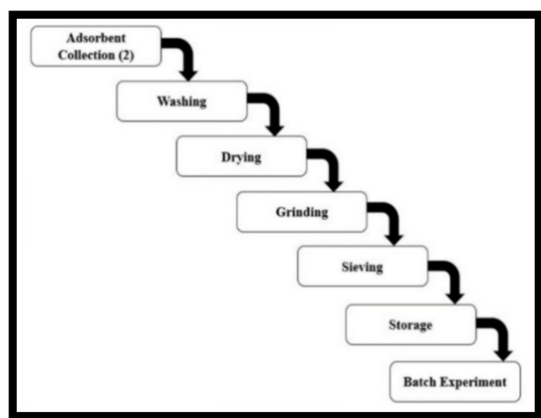 Adsorbent
Collection (2)
Washing
Drying
Grinding
Sieving
Storage
Batch Experiment